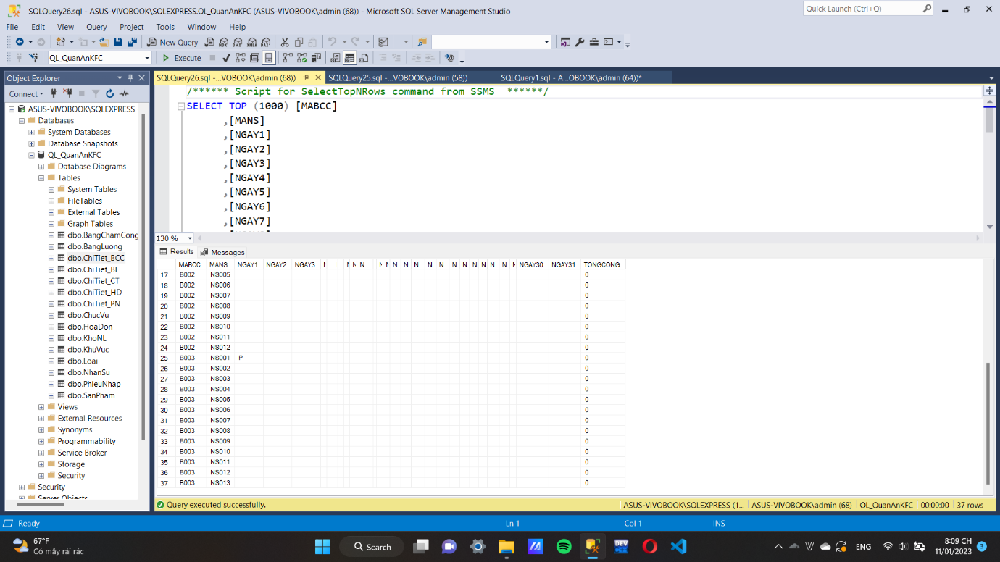 SQLQuery26.sql - ASUS-VIVOBOOK\SQLEXPRESS.QL_QuanAnKFC (ASUS-VIVOBOOK\admin (68)) - Microsoft SQL Server Management Studio
Quick Launch (Ctrl+Q)
File Edit View Query Project Tools Window Help
New Query
QL_QuanAnKFC Execute
Object Explorer
Connect
ASUS-VIVOBOOK\SQLEXPRESS
Databases
System Databases
Database Snapshots
QL_QuanAnKFC
Database Diagrams
Tables
System Tables
FileTables
External Tables
Graph Tables
dbo.BangChamCong
dbo.BangLuong
dbo.ChiTiet_BCC
dbo.ChiTiet_BL
dbo.ChiTiet_CT
dbo.ChiTiet_HD
dbo.ChiTiet_PN
dbo.ChucVu
dbo.HoaDon
dbo.KhoNL
dbo.KhuVuc
dbo.Loai
dbo.NhanSu
dbo.PhieuNhap
dbo.SanPham
Views
External Resources
Synonyms
Programmability
Service Broker
Storage
Security
Security
Server Objects
SQLQuery26.sql -...VOBOOK\admin (68)) SQLQuery25.sql -...VOBOOK\admin (58)) SQLQuery1.sql - A...OBOOK\admin (64))*
/****** Script for SelectTopNRows command from SSMS ******/
SELECT TOP (1000) [MABCC]
,[MANS]
,[NGAY1]
,[NGAY2]
,[NGAY3]
,[NGAY4]
,[NGAY5]
,[NGAY6]
,[NGAY7]
130 %
Results Messages
MABCC MANS NGAY1 NGAY2 NGAY3 N N N. N N N. N. N... N.. N... N. N. N N N.. N. N NGAY30 NGAY31 TONGCONG
17 B002 NS005 0
18 B002 NS006 0
19 B002 NS007 0
20 B002 NS008 0
21 B002 NS009 0
22 B002 NS010 0
23 B002 NS011 0
24 B002 NS012 0
25 B003 NS001 P 0
26 B003 NS002 0
27 B003 NS003 0
28 B003 NS004 0
29 B003 NS005 0
30 B003 NS006 0
31 B003 NS007 0
32 B003 NS008 0
33 B003 NS009 0
34 B003 NS010 0
35 B003 NS011 0
36 B003 NS012 0
37 B003 NS013 0
Query executed successfully. ASUS-VIVOBOOK\SQLEXPRESS (1... ASUS-VIVOBOOK\admin (68) QL_QuanAnKFC 00:00:00 37 rows
Ready Ln 1 Col 1 INS
67°F
Có mây rải rác
Search
DEV
ENG
8:09 CH
11/01/2023
3